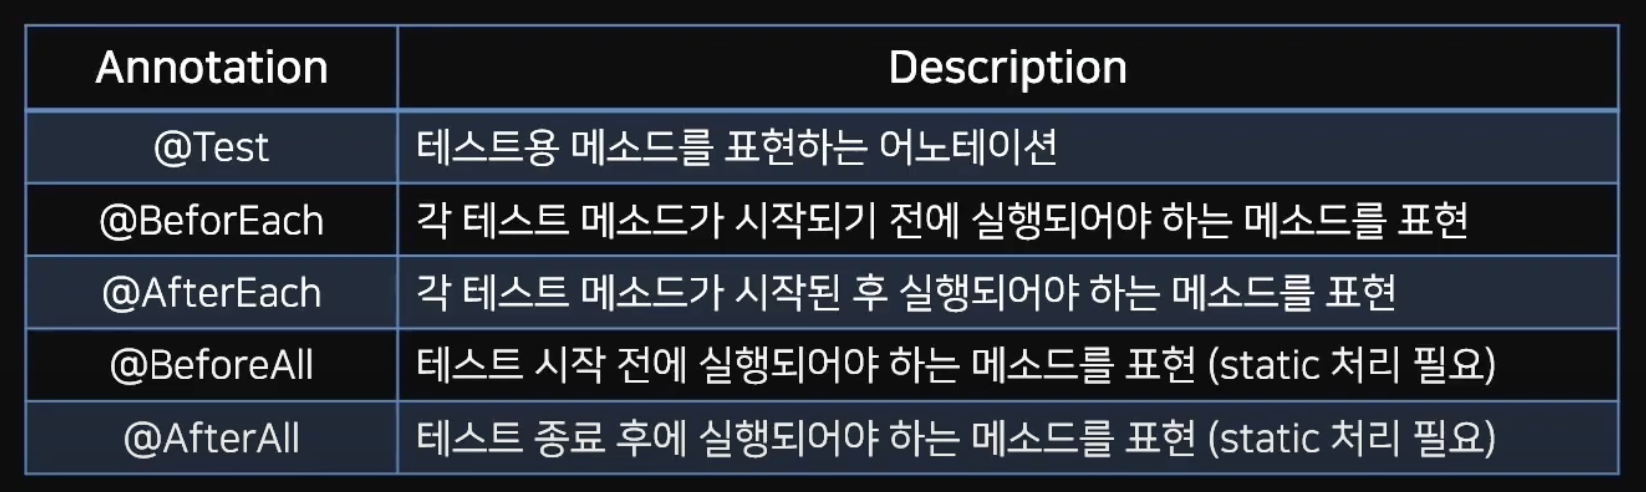 Annotation Description
@Test 테스트용 메소드를 표현하는 어노테이션
@BeforEach 각 테스트 메소드가 시작되기 전에 실행되어야 하는 메소드를 표현
@AfterEach 각 테스트 메소드가 시작된 후 실행되어야 하는 메소드를 표현
@BeforeAll 테스트 시작 전에 실행되어야 하는 메소드를 표현 (static 처리 필요)
@AfterAll 테스트 종료 후에 실행되어야 하는 메소드를 표현 (static 처리 필요)